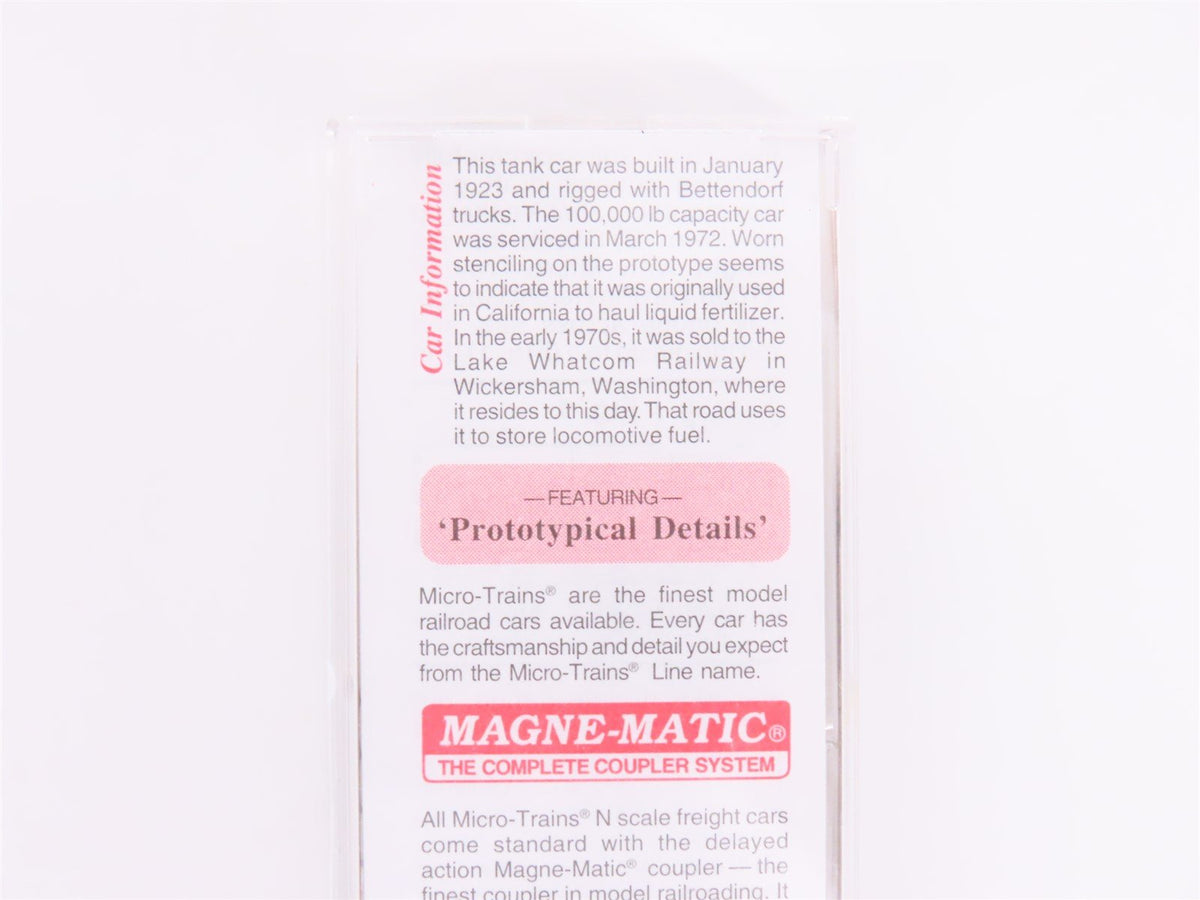 Car Information
This tank car was built in January
1923 and rigged with Bettendorf
trucks. The 100,000 lb capacity car
was serviced in March 1972. Worn
stenciling on the prototype seems
to indicate that it was originally used
in California to haul liquid fertilizer.
In the early 1970s, it was sold to the
Lake Whatcom Railway in
Wickersham, Washington, where
it resides to this day. That road uses
it to store locomotive fuel.
—FEATURING—
‘Prototypical Details’
Micro-Trains® are the finest model
railroad cars available. Every car has
the craftsmanship and detail you expect
from the Micro-Trains® Line name.
MAGNE-MATIC®
THE COMPLETE COUPLER SYSTEM
All Micro-Trains® N scale freight cars
come standard with the delayed
action Magne-Matic® coupler — the
finest coupler in model railroading. It